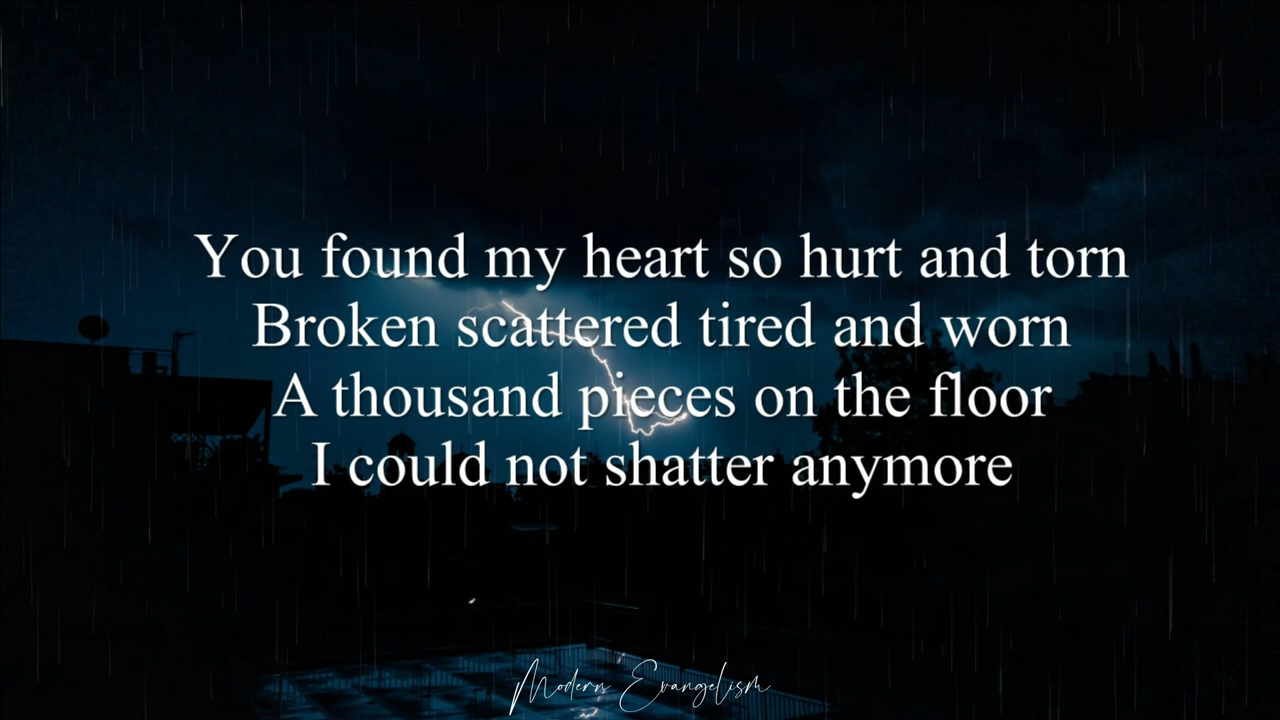 You found my heart so hurt and torn
Broken scattered tired and worn
A thousand pieces on the floor
I could not shatter anymore
Modern Evangelism